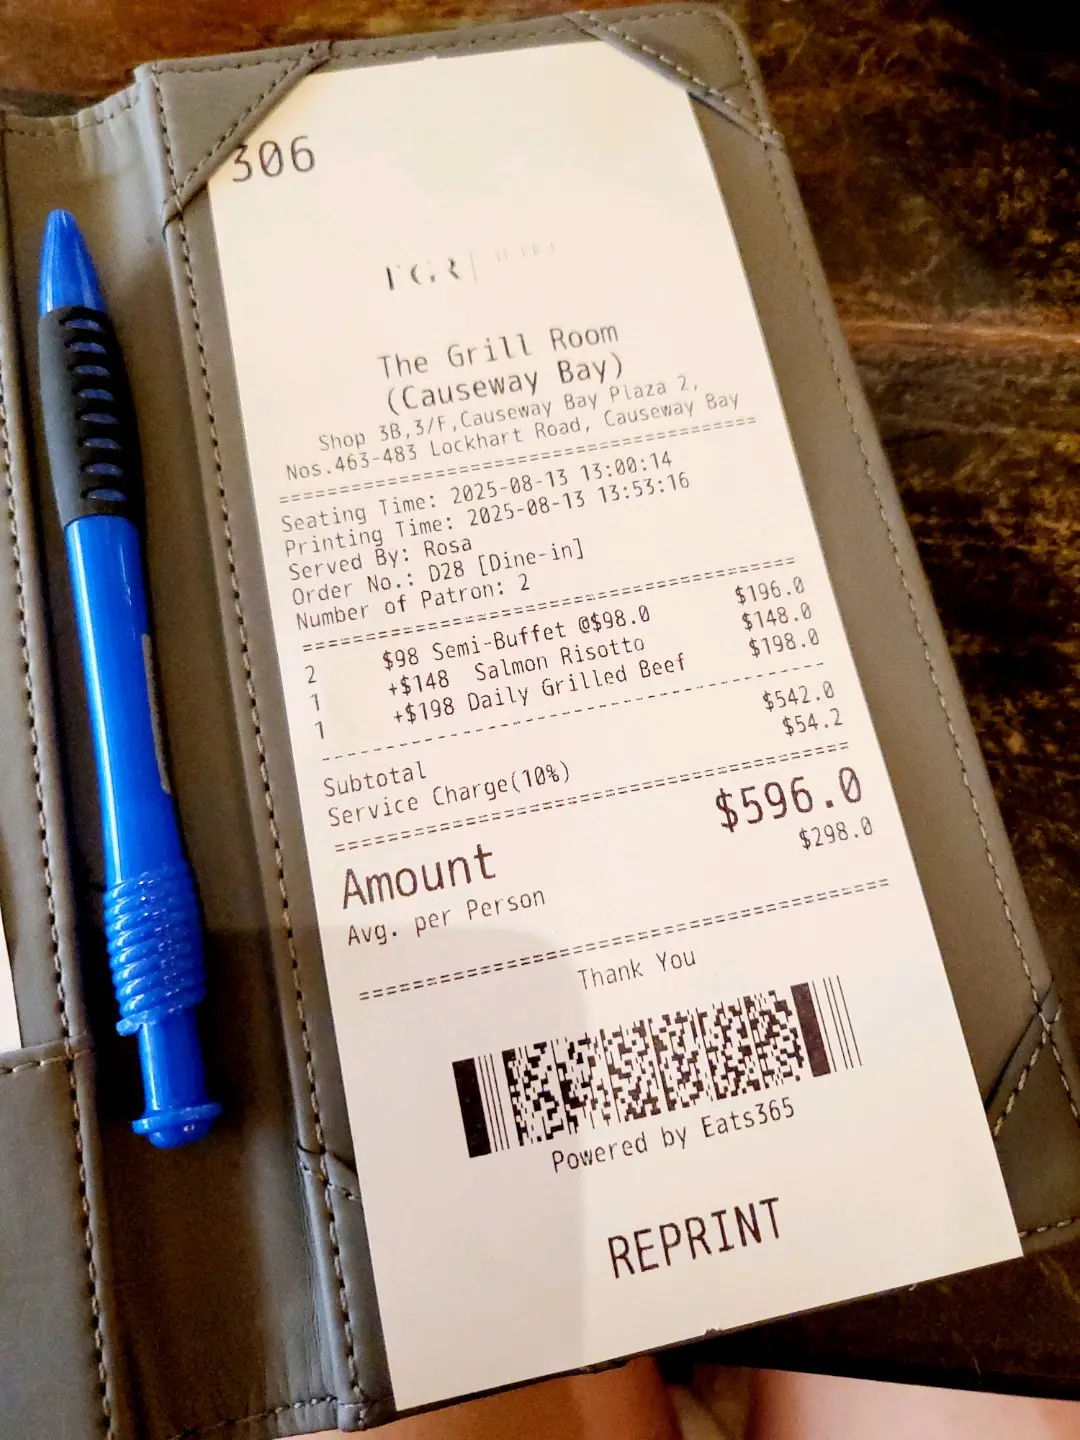 306
The Grill Room
(Causeway Bay)
Shop 3B,3/F,Causeway Bay Plaza 2,
Nos.463-483 Lockhart Road, Causeway Bay
Seating Time: 2025-08-13 13:00:14
Printing Time: 2025-08-13 13:53:16
Served By: Rosa
Order No.: D28 [Dine-in]
Number of Patron: 2
2 $98 Semi-Buffet @$98.0 $196.0
1 +$148 Salmon Risotto $148.0
1 +$198 Daily Grilled Beef $198.0
Subtotal $542.0
Service Charge(10%) $54.2
Amount $596.0
Avg. per Person $298.0
Thank You
Powered by Eats365
REPRINT